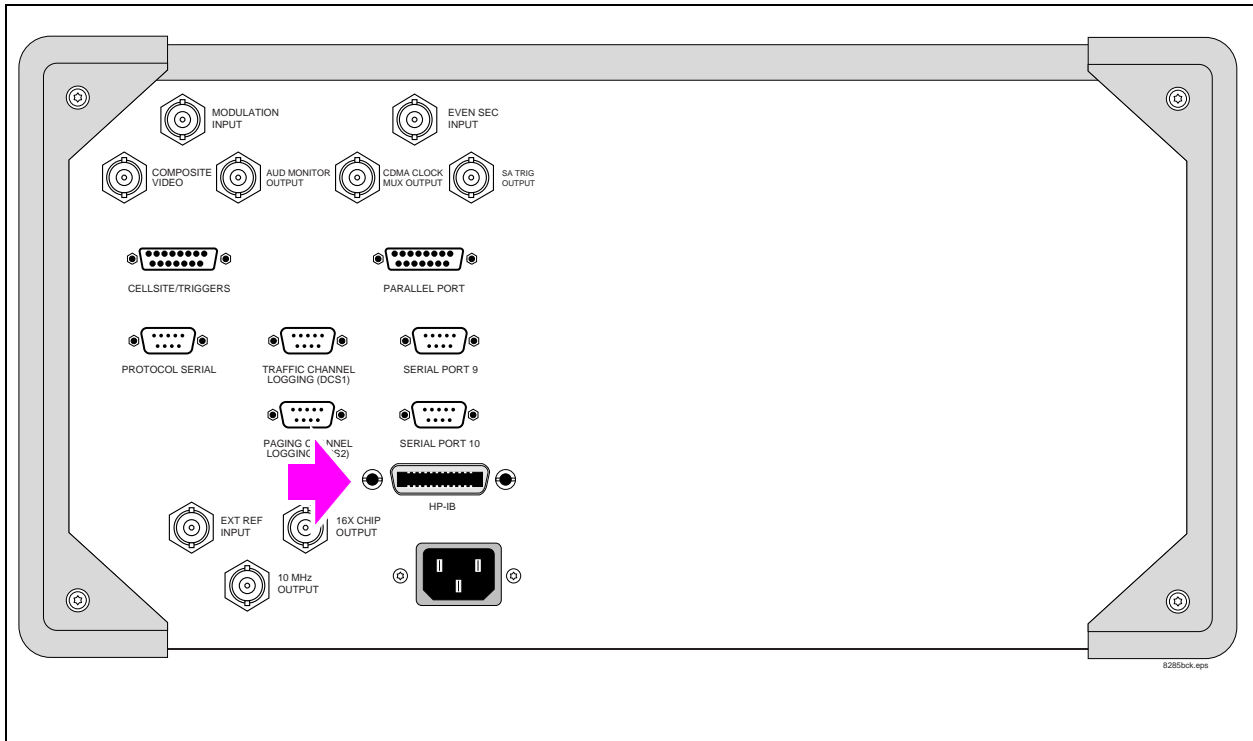 MODULATION
INPUT
EVEN SEC
INPUT
COMPOSITE
VIDEO
AUD MONITOR
OUTPUT
CDMA CLOCK
MUX OUTPUT
SA TRIG
OUTPUT
CELLSITE/TRIGGERS
PARALLEL PORT
PROTOCOL SERIAL
TRAFFIC CHANNEL
LOGGING (DCS1)
SERIAL PORT 9
PAGING
LOGGING
SERIAL PORT 10
HP-IB
EXT REF
INPUT
16X CHIP
OUTPUT
10 MHz
OUTPUT
8285bck.eps